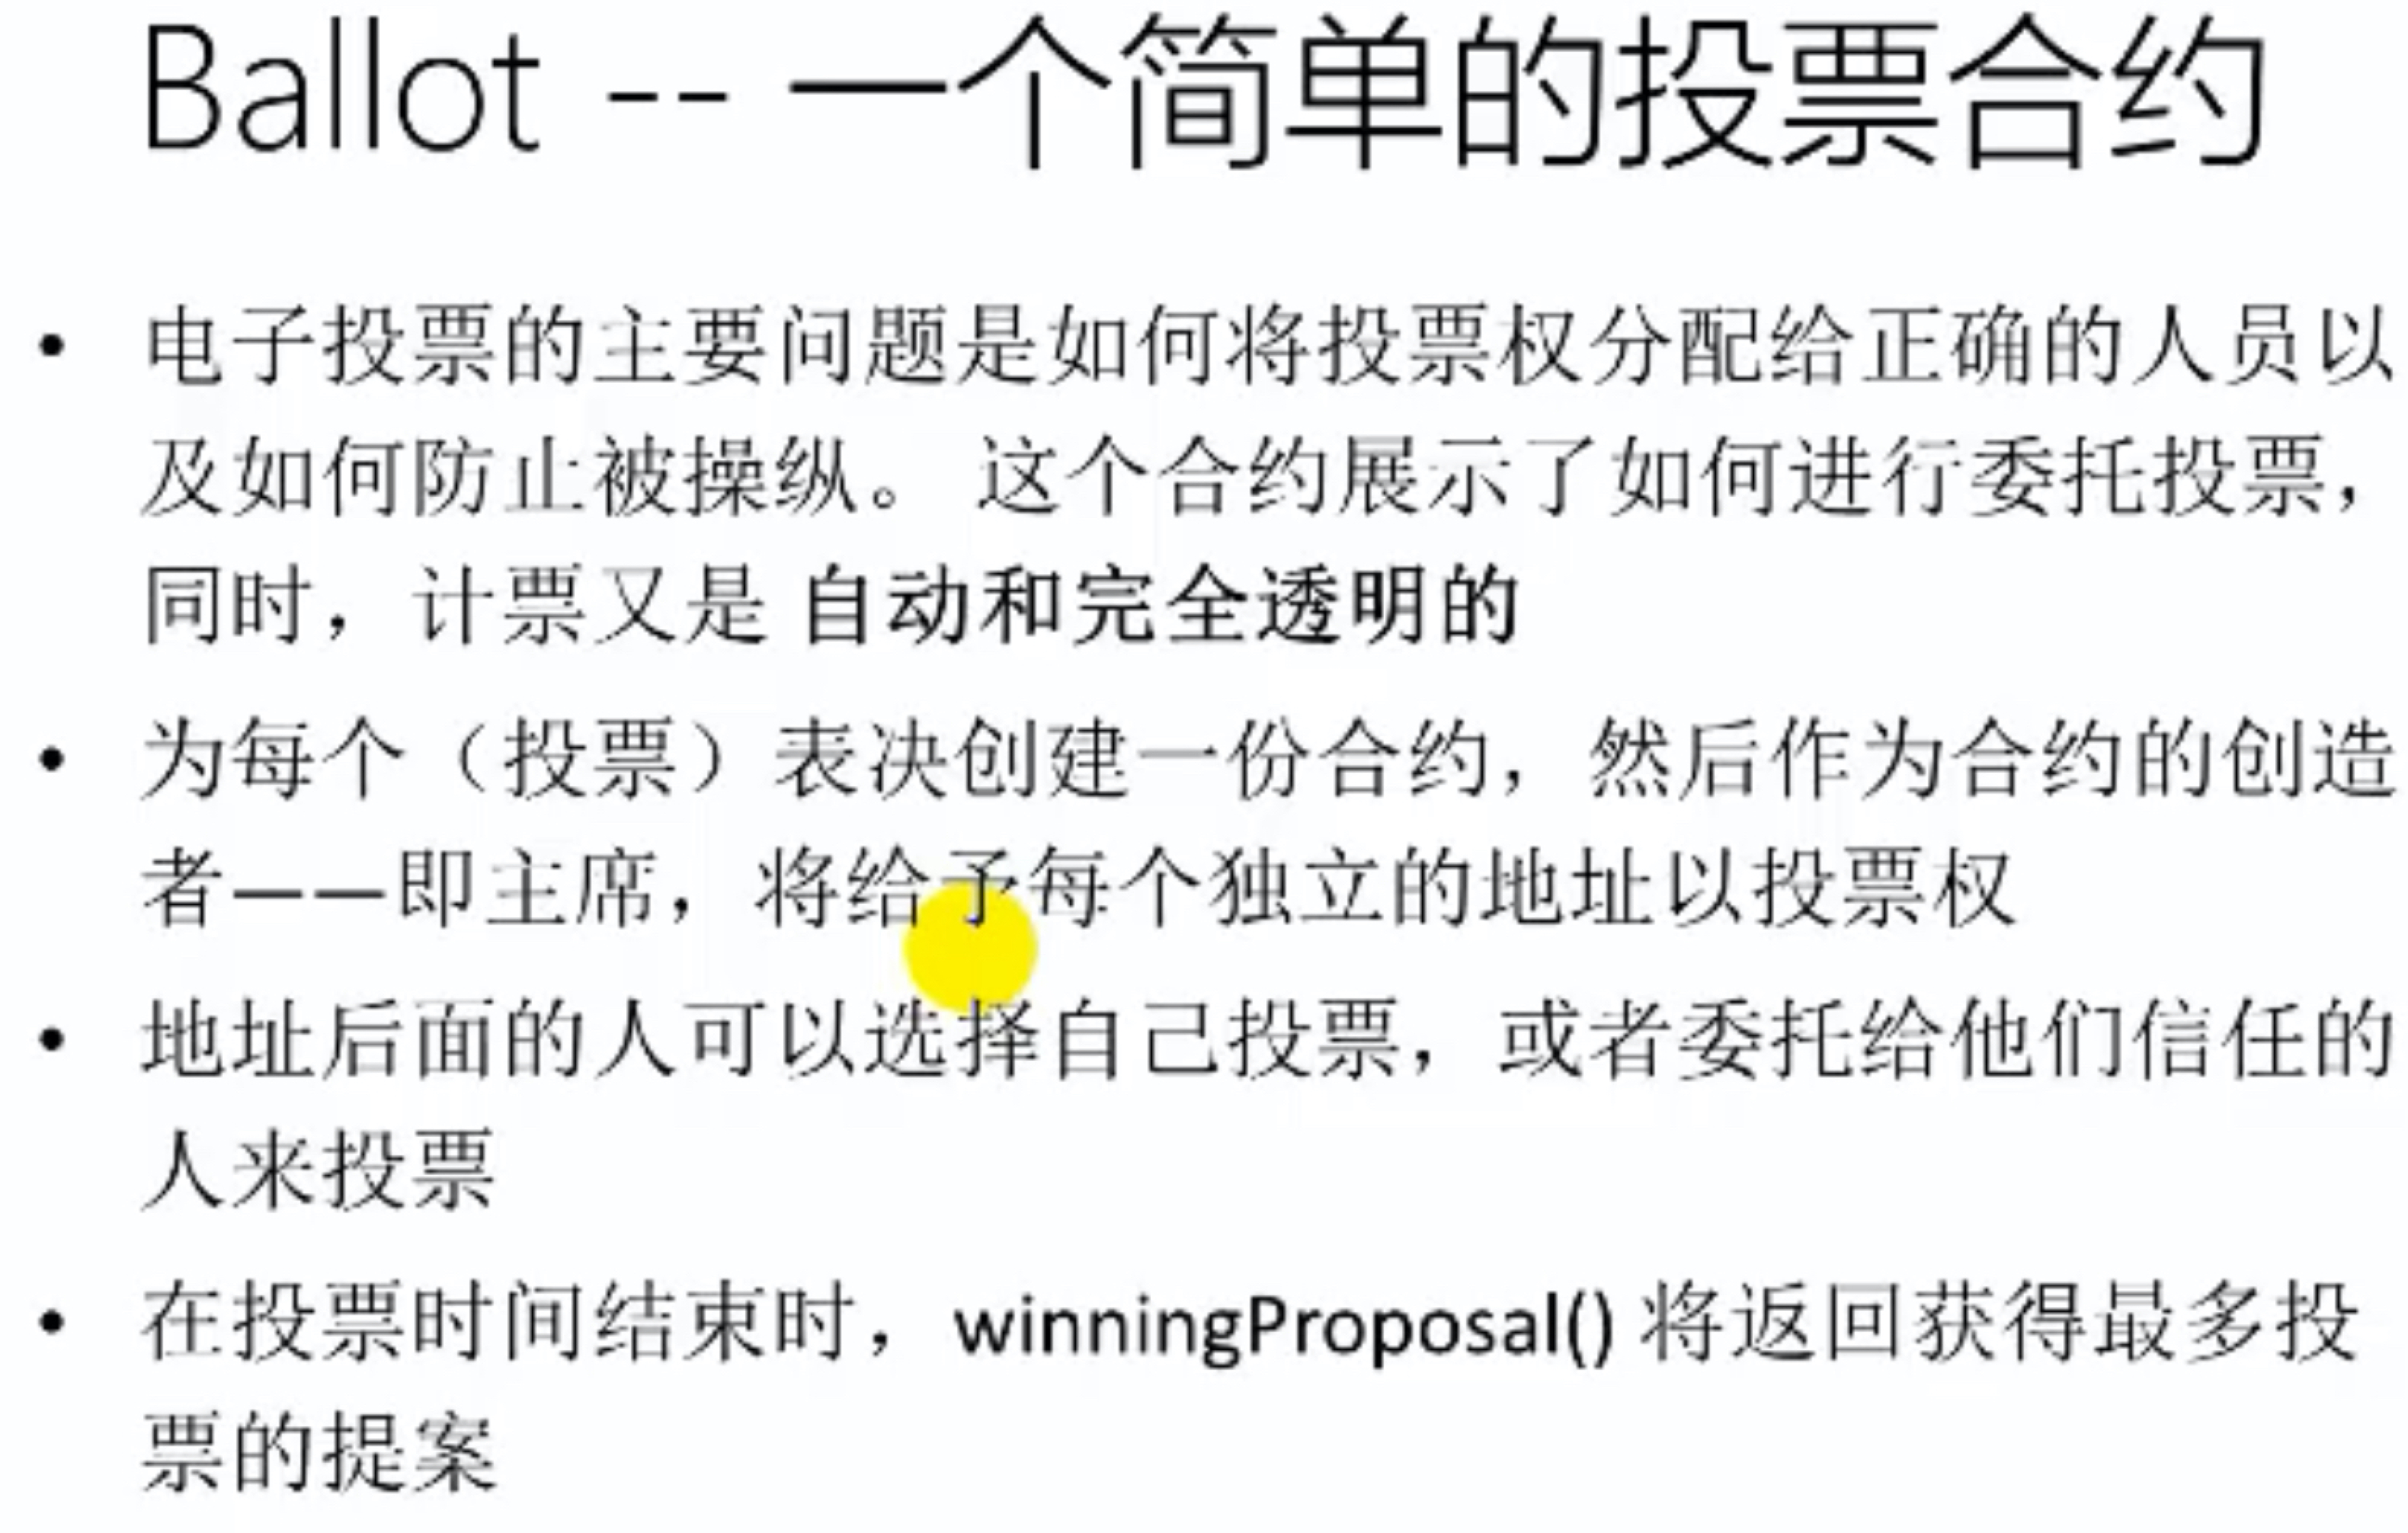 Ballot -- 一个简单的投票合约
• 电子投票的主要问题是如何将投票权分配给正确的人员以
及如何防止被操纵。 这个合约展示了如何进行委托投票，
同时，计票又是 自动和完全透明的
• 为每个（投票）表决创建一份合约，然后作为合约的创造
者——即主席，将给予每个独立的地址以投票权
• 地址后面的人可以选择自己投票，或者委托给他们信任的
人来投票
• 在投票时间结束时，winningProposal() 将返回获得最多投
票的提案